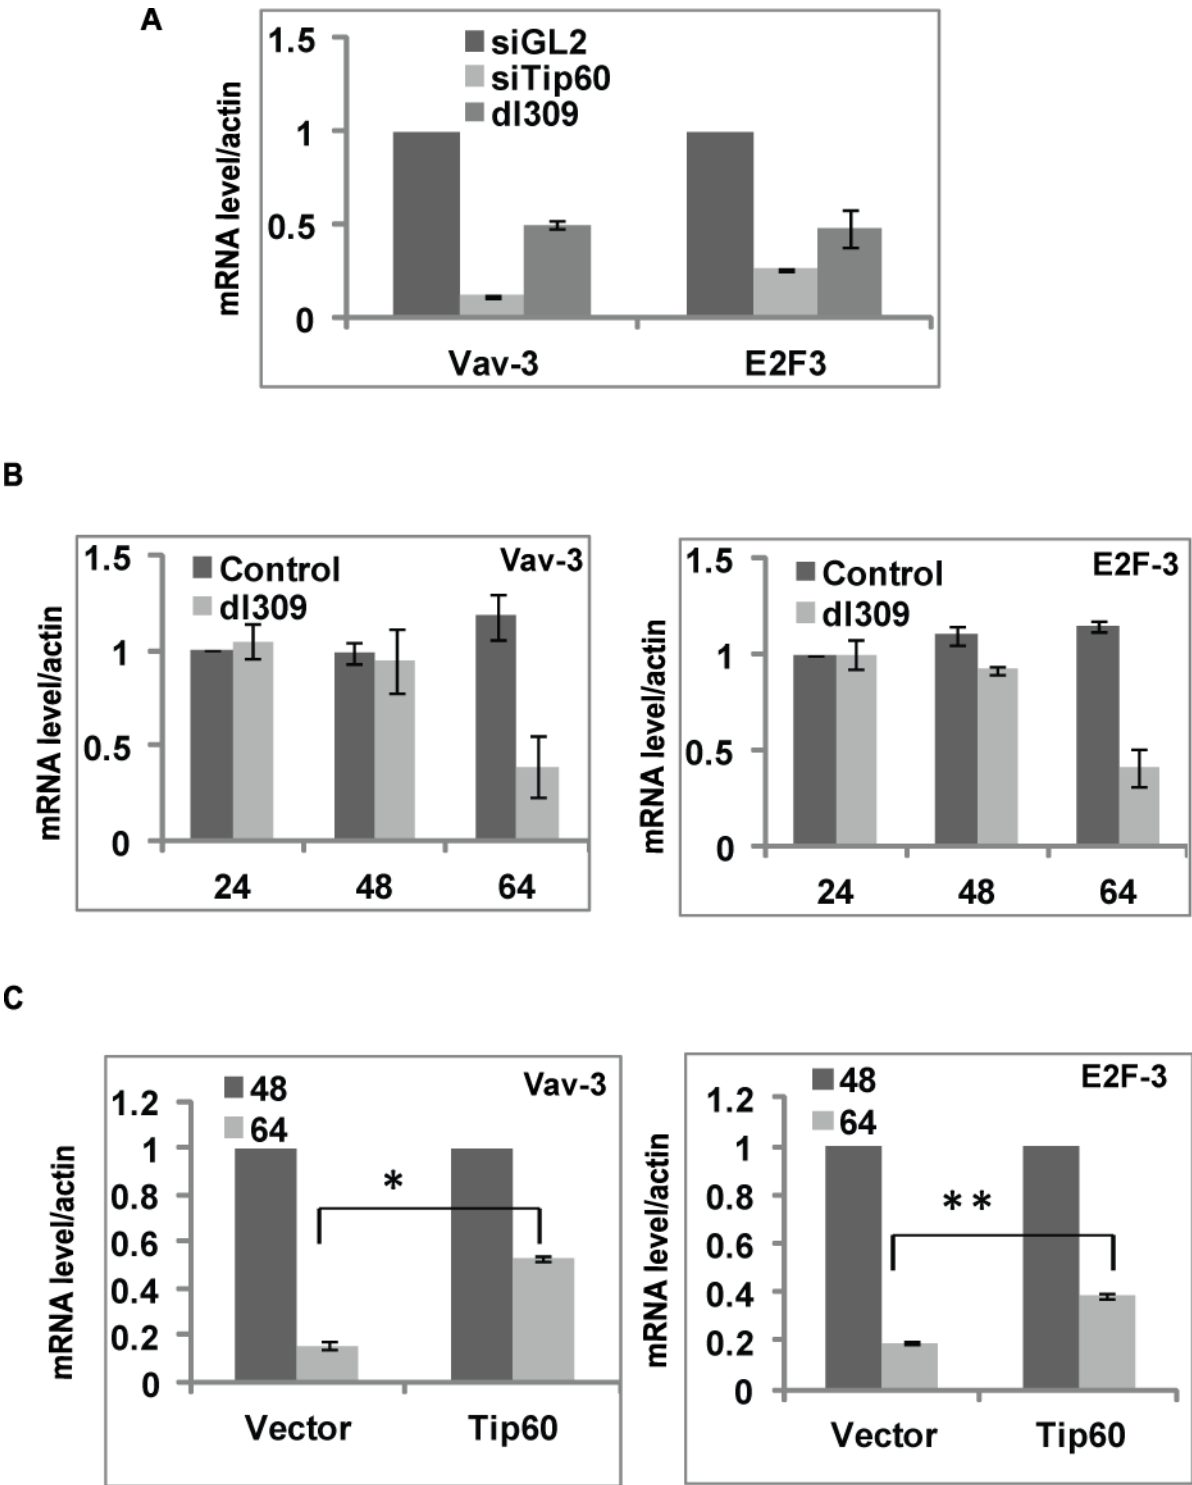 A
mRNA level/actin
1.5
1
0.5
0
siGL2
siTip60
dl309
Vav-3
E2F3
B
mRNA level/actin
1.5
1
0.5
0
Control
dl309
Vav-3
24
48
64
mRNA level/actin
1.5
1
0.5
0
Control
dl309
E2F-3
24
48
64
C
mRNA level/actin
1.2
1
0.8
0.6
0.4
0.2
0
48
64
Vav-3
*
Vector
Tip60
mRNA level/actin
1.2
1
0.8
0.6
0.4
0.2
0
48
64
E2F-3
**
Vector
Tip60